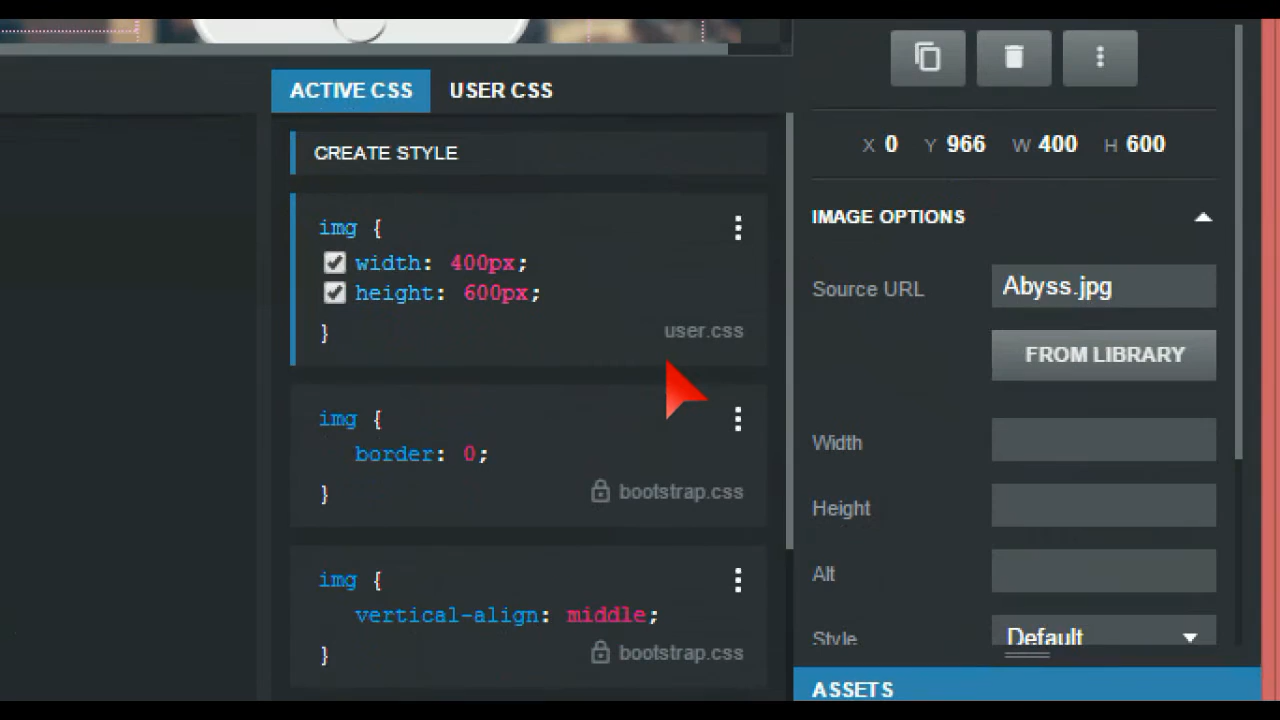 ACTIVE CSS USER CSS
CREATE STYLE
img {
width: 400px;
height: 600px;
}
user.css
img {
border: 0;
}
bootstrap.css
img {
vertical-align: middle;
}
bootstrap.css
X 0 Y 966 W 400 H 600
IMAGE OPTIONS
Source URL Abyss.jpg
FROM LIBRARY
Width
Height
Alt
Style Default
ASSETS